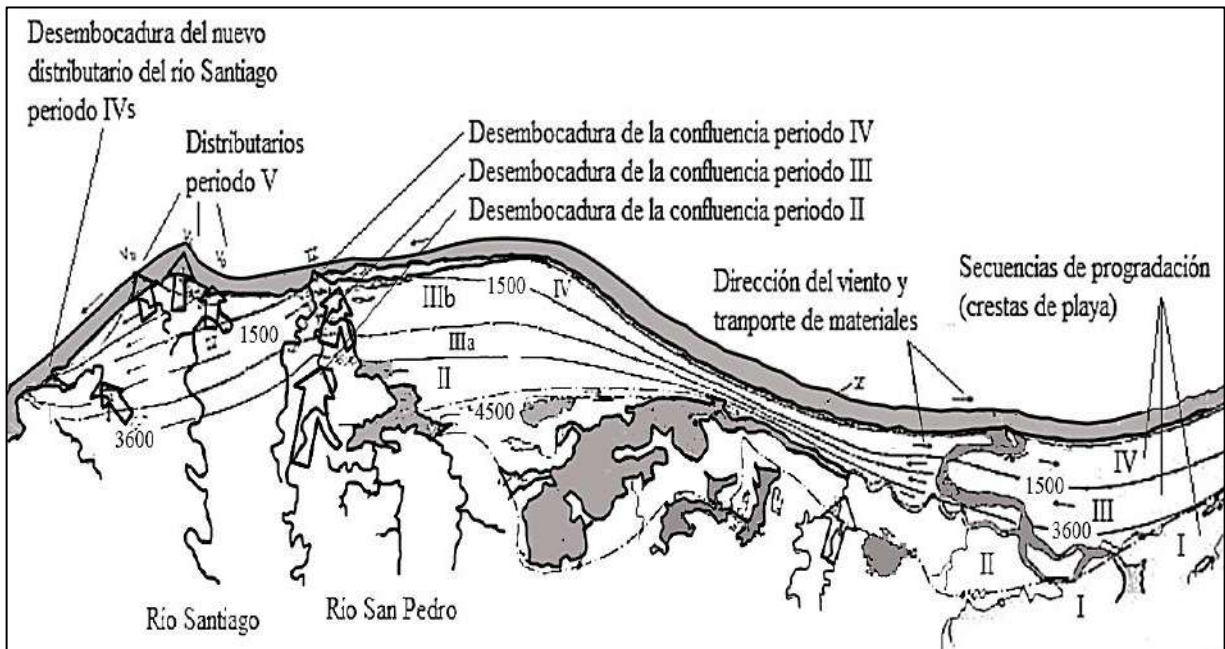 Desembocadura del nuevo
distributario del río Santiago
periodo IVs
Distributarios
periodo V
Desembocadura de la confluencia periodo IV
Desembocadura de la confluencia periodo III
Desembocadura de la confluencia periodo II
Dirección del viento y
tranporte de materiales
Secuencias de progradación
(crestas de playa)
IIIb
1500
IV
1500
IIIa
II
4500
3600
IV
1500
III
3600
I
II
I
Río Santiago
Río San Pedro